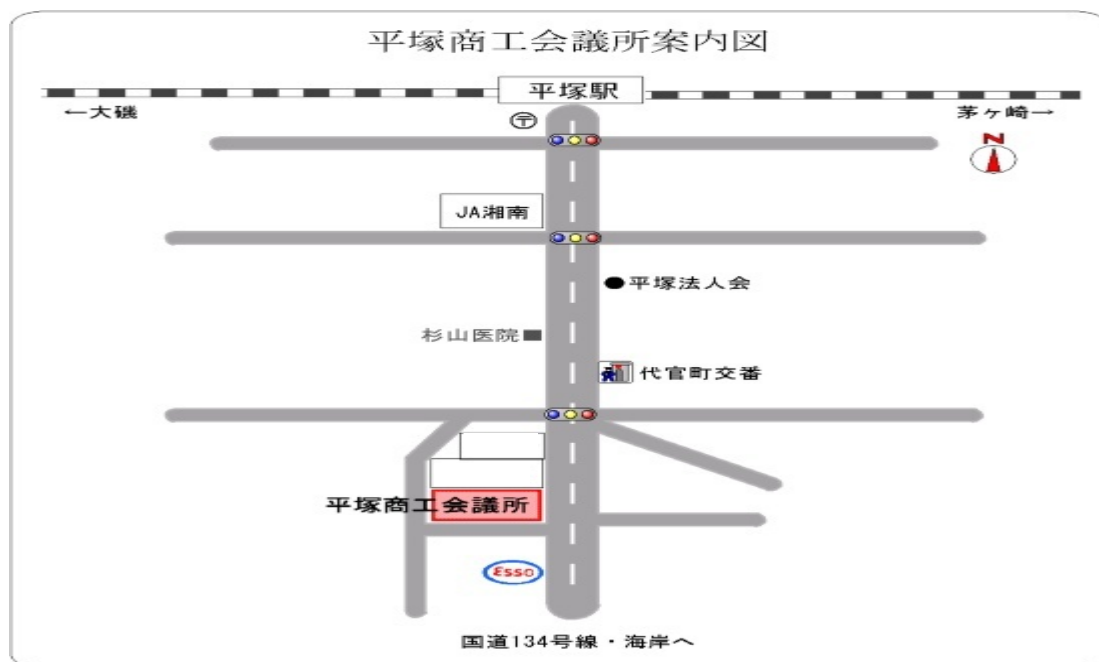 平塚商工会議所案内図
平塚駅
←大磯
茅ヶ崎→
〒
N
JA湘南
平塚法人会
杉山医院
代官町交番
平塚商工会議所
Esso
国道134号線・海岸へ